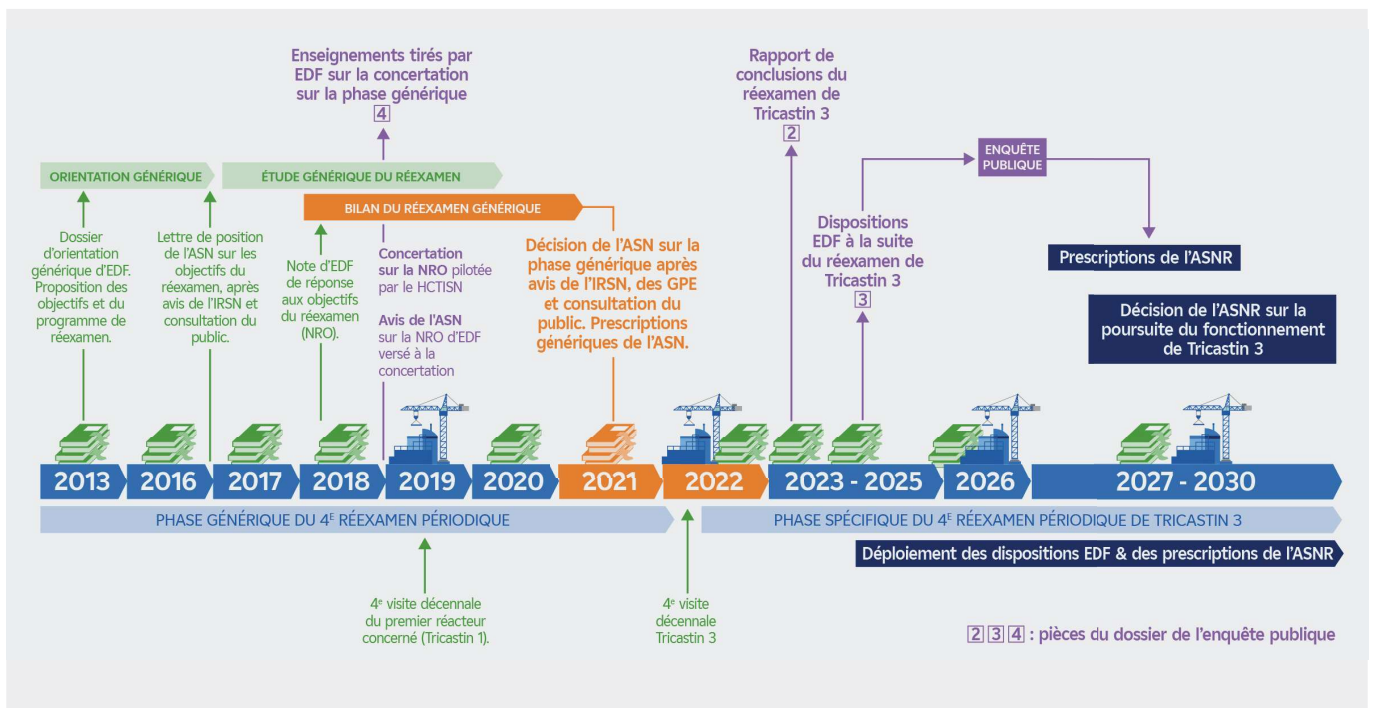 Enseignements tirés par
EDF sur la concertation
sur la phase générique
4
Rapport de
conclusions du
réexamen de
Tricastin 3
2
ENQUÊTE
PUBLIQUE
ORIENTATION GÉNÉRIQUE
ÉTUDE GÉNÉRIQUE DU RÉEXAMEN
BILAN DU RÉEXAMEN GÉNÉRIQUE
Dossier
d’orientation
générique d’EDF.
Proposition des
objectifs et du
programme de
réexamen.
Lettre de position
de l’ASN sur les
objectifs du
réexamen, après
avis de l’IRSN et
consultation du
public.
Note d’EDF
de réponse
aux objectifs
du réexamen
(NRO).
Concertation
sur la NRO pilotée
par le HCTISN
Avis de l’ASN
sur la NRO d’EDF
versé à la
concertation
Décision de l’ASN sur la
phase générique après
avis de l’IRSN, des GPE
et consultation du
public. Prescriptions
génériques de l’ASN.
Dispositions
EDF à la suite
du réexamen de
Tricastin 3
3
Prescriptions de l’ASNR
Décision de l’ASNR sur la
poursuite du fonctionnement
de Tricastin 3
2013
2016
2017
2018
2019
2020
2021
2022
2023 - 2025
2026
2027 - 2030
PHASE GÉNÉRIQUE DU 4E RÉEXAMEN PÉRIODIQUE
PHASE SPÉCIFIQUE DU 4E RÉEXAMEN PÉRIODIQUE DE TRICASTIN 3
Déploiement des dispositions EDF & des prescriptions de l’ASNR
4e visite décennale
du premier réacteur
concerné (Tricastin 1).
4e visite
décennale
Tricastin 3
2 3 4 : pièces du dossier de l’enquête publique